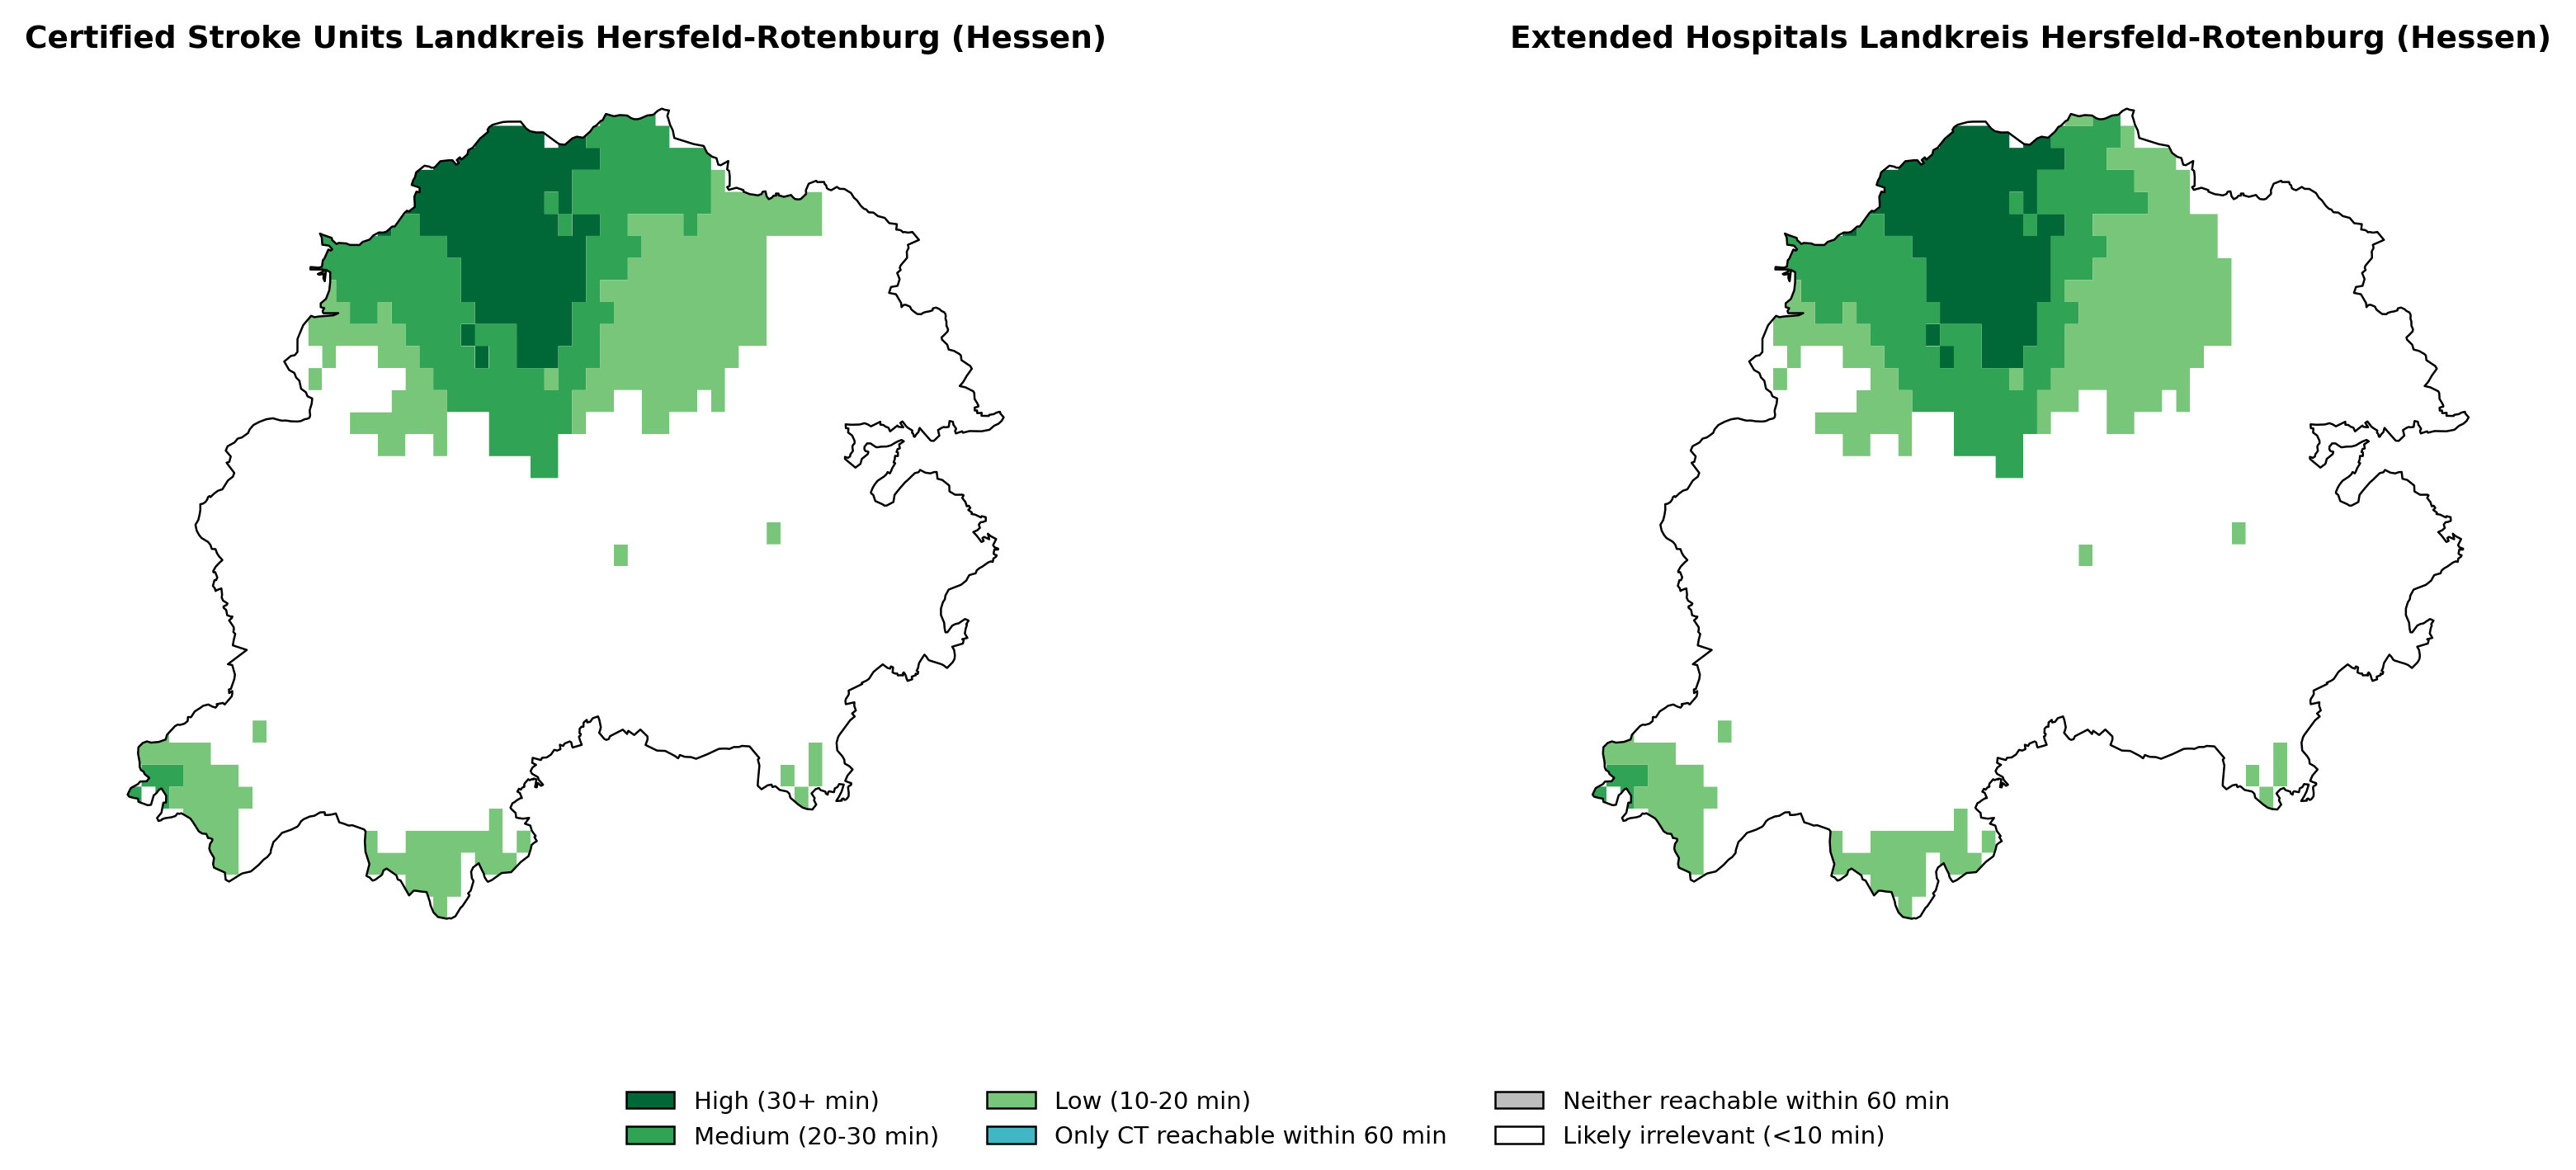 Certified Stroke Units Landkreis Hersfeld-Rotenburg (Hessen)
Extended Hospitals Landkreis Hersfeld-Rotenburg (Hessen)
High (30+ min)
Medium (20-30 min)
Low (10-20 min)
Only CT reachable within 60 min
Neither reachable within 60 min
Likely irrelevant (<10 min)